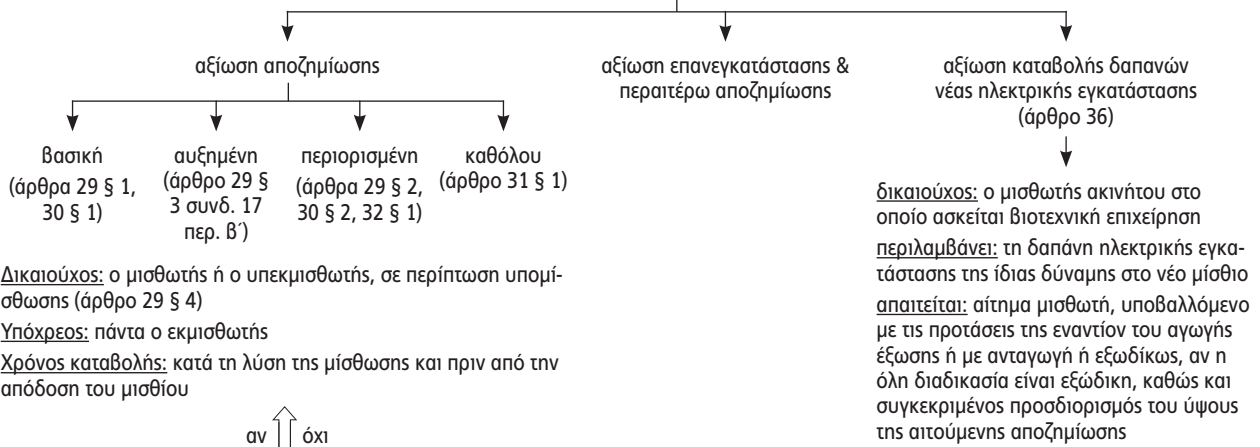 αξίωση αποζημίωσης
αξίωση επανεγκατάστασης &
περαιτέρω αποζημίωσης
αξίωση καταβολής δαπανών
νέας ηλεκτρικής εγκατάστασης
(άρθρο 36)
βασική
(άρθρα 29 § 1,
30 § 1)
αυξημένη
(άρθρο 29 §
3 συνδ. 17
περ. β΄)
περιορισμένη
(άρθρα 29 § 2,
30 § 2, 32 § 1)
καθόλου
(άρθρο 31 § 1)
Δικαιούχος: ο μισθωτής ή ο υπεκμισθωτής, σε περίπτωση υπομί-
σθωσης (άρθρο 29 § 4)
Υπόχρεος: πάντα ο εκμισθωτής
Χρόνος καταβολής: κατά τη λύση της μίσθωσης και πριν από την
απόδοση του μισθίου
αν όχι
δικαιούχος: ο μισθωτής ακινήτου στο
οποίο ασκείται βιοτεχνική επιχείρηση
περιλαμβάνει: τη δαπάνη ηλεκτρικής εγκα-
τάστασης της ίδιας δύναμης στο νέο μίσθιο
απαιτείται: αίτημα μισθωτή, υποβαλλόμενο
με τις προτάσεις της εναντίον του αγωγής
έξωσης ή με ανταγωγή ή εξωδίκως, αν η
όλη διαδικασία είναι εξώδικη, καθώς και
συγκεκριμένος προσδιορισμός του ύψους
της αιτούμενης αποζημίωσης